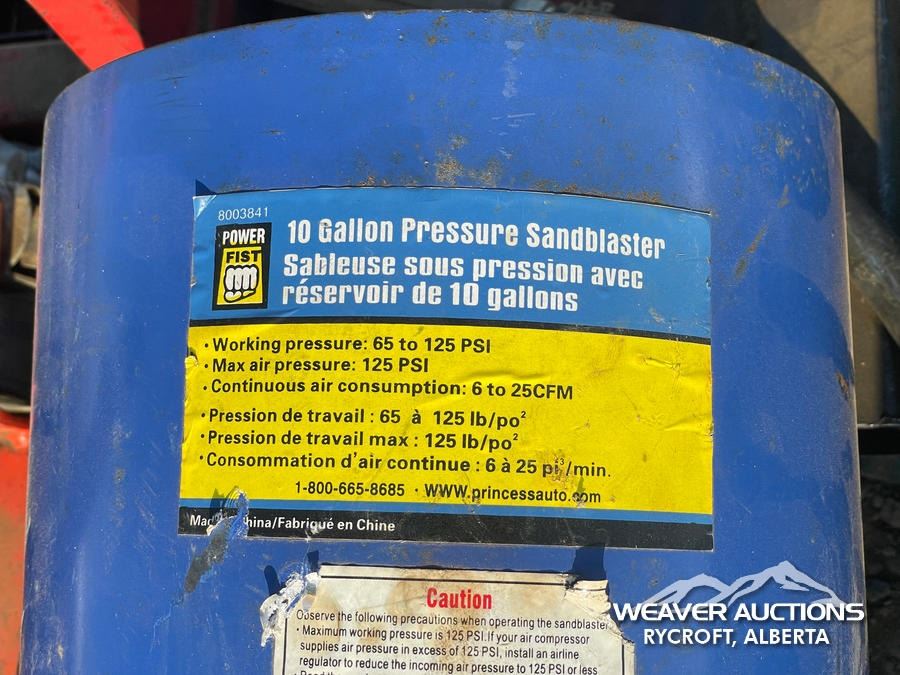 8003841
POWER
FIST
10 Gallon Pressure Sandblaster
Sableuse sous pression avec
réservoir de 10 gallons
• Working pressure: 65 to 125 PSI
• Max air pressure: 125 PSI
• Continuous air consumption: 6 to 25CFM
• Pression de travail : 65 à 125 lb/po²
• Pression de travail max : 125 lb/po²
• Consommation d'air continue : 6 à 25 pi³/min.
1-800-665-8685 • www.princessauto.com
China/Fabriqué en Chine
Caution
Observe the following precautions when operating the sandblaster
• Maximum working pressure is 125 PSI. If your air compressor
supplies air pressure in excess of 125 PSI, install an airline
regulator to reduce the incoming air pressure to 125 PSI or less
WEAVER AUCTIONS
RYCROFT, ALBERTA